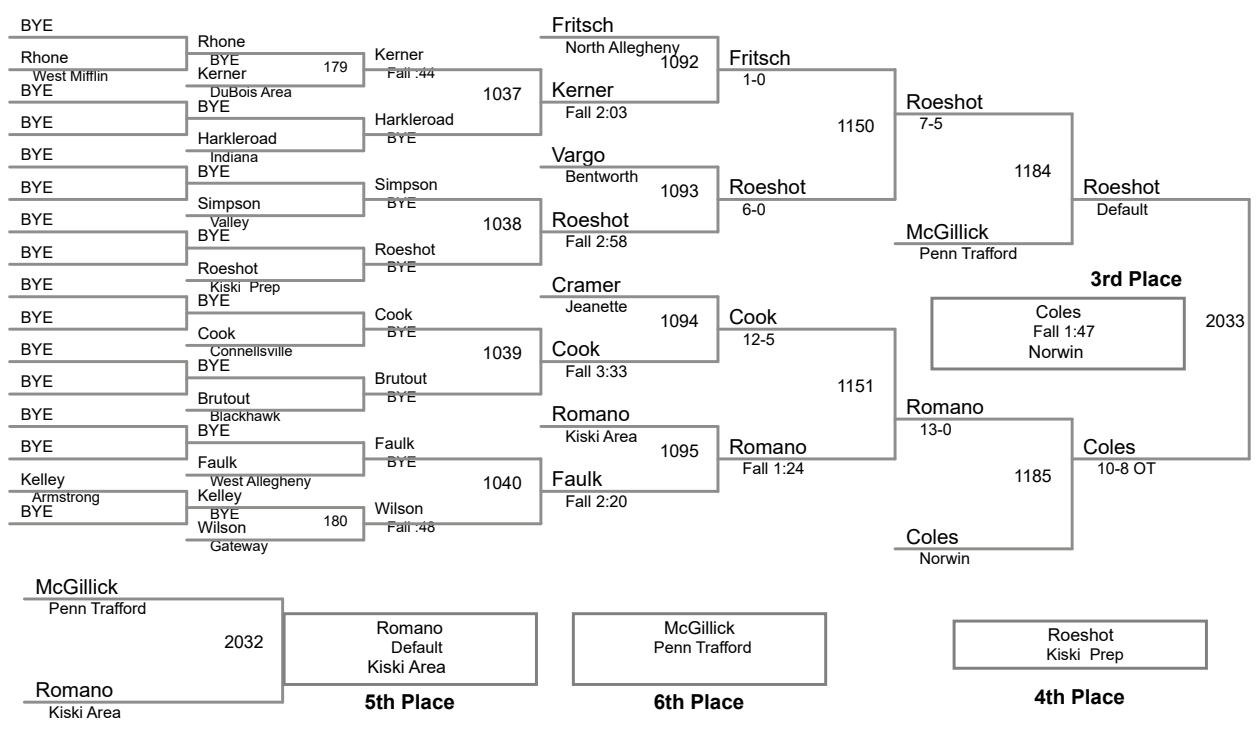 BYE
Rhone
West Mifflin
BYE
BYE
BYE
BYE
BYE
BYE
BYE
BYE
BYE
BYE
BYE
BYE
Kelley
Armstrong
BYE
Rhone
BYE
Kerner
DuBois Area
179
BYE
Harkleroad
Indiana
BYE
Simpson
Valley
BYE
Roeshot
Kiski Prep
BYE
Cook
Connellsville
BYE
Brutout
Blackhawk
BYE
Faulk
West Allegheny
Kelley
BYE
Wilson
Gateway
180
Kerner
Fall :44
1037
Harkleroad
BYE
Simpson
BYE
1038
Roeshot
BYE
Cook
BYE
1039
Brutout
BYE
Faulk
BYE
1040
Wilson
Fall :48
Fritsch
North Allegheny
1092
Kerner
Fall 2:03
Vargo
Bentworth
1093
Roeshot
Fall 2:58
Cramer
Jeanette
1094
Cook
Fall 3:33
Romano
Kiski Area
1095
Faulk
Fall 2:20
Fritsch
1-0
1150
Roeshot
6-0
Cook
12-5
1151
Romano
Fall 1:24
Roeshot
7-5
1184
McGillick
Penn Trafford
Romano
13-0
1185
Coles
Norwin
Roeshot
Default
3rd Place
Coles
Fall 1:47
Norwin
2033
Coles
10-8 OT
McGillick
Penn Trafford
2032
Romano
Kiski Area
Romano
Default
Kiski Area
5th Place
McGillick
Penn Trafford
6th Place
Roeshot
Kiski Prep
4th Place